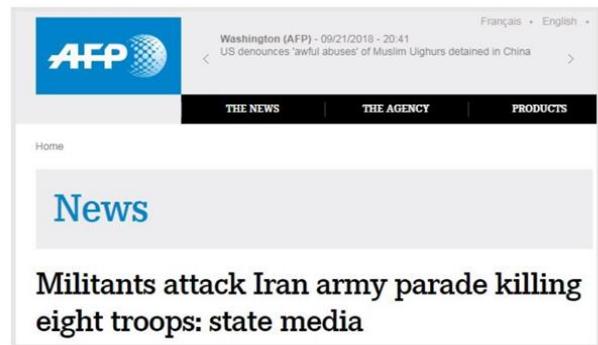 Français • English •
AFP
Washington (AFP) - 09/21/2018 - 20:41
US denounces 'awful abuses' of Muslim Uighurs detained in China
THE NEWS
THE AGENCY
PRODUCTS
Home
News
Militants attack Iran army parade killing
eight troops: state media